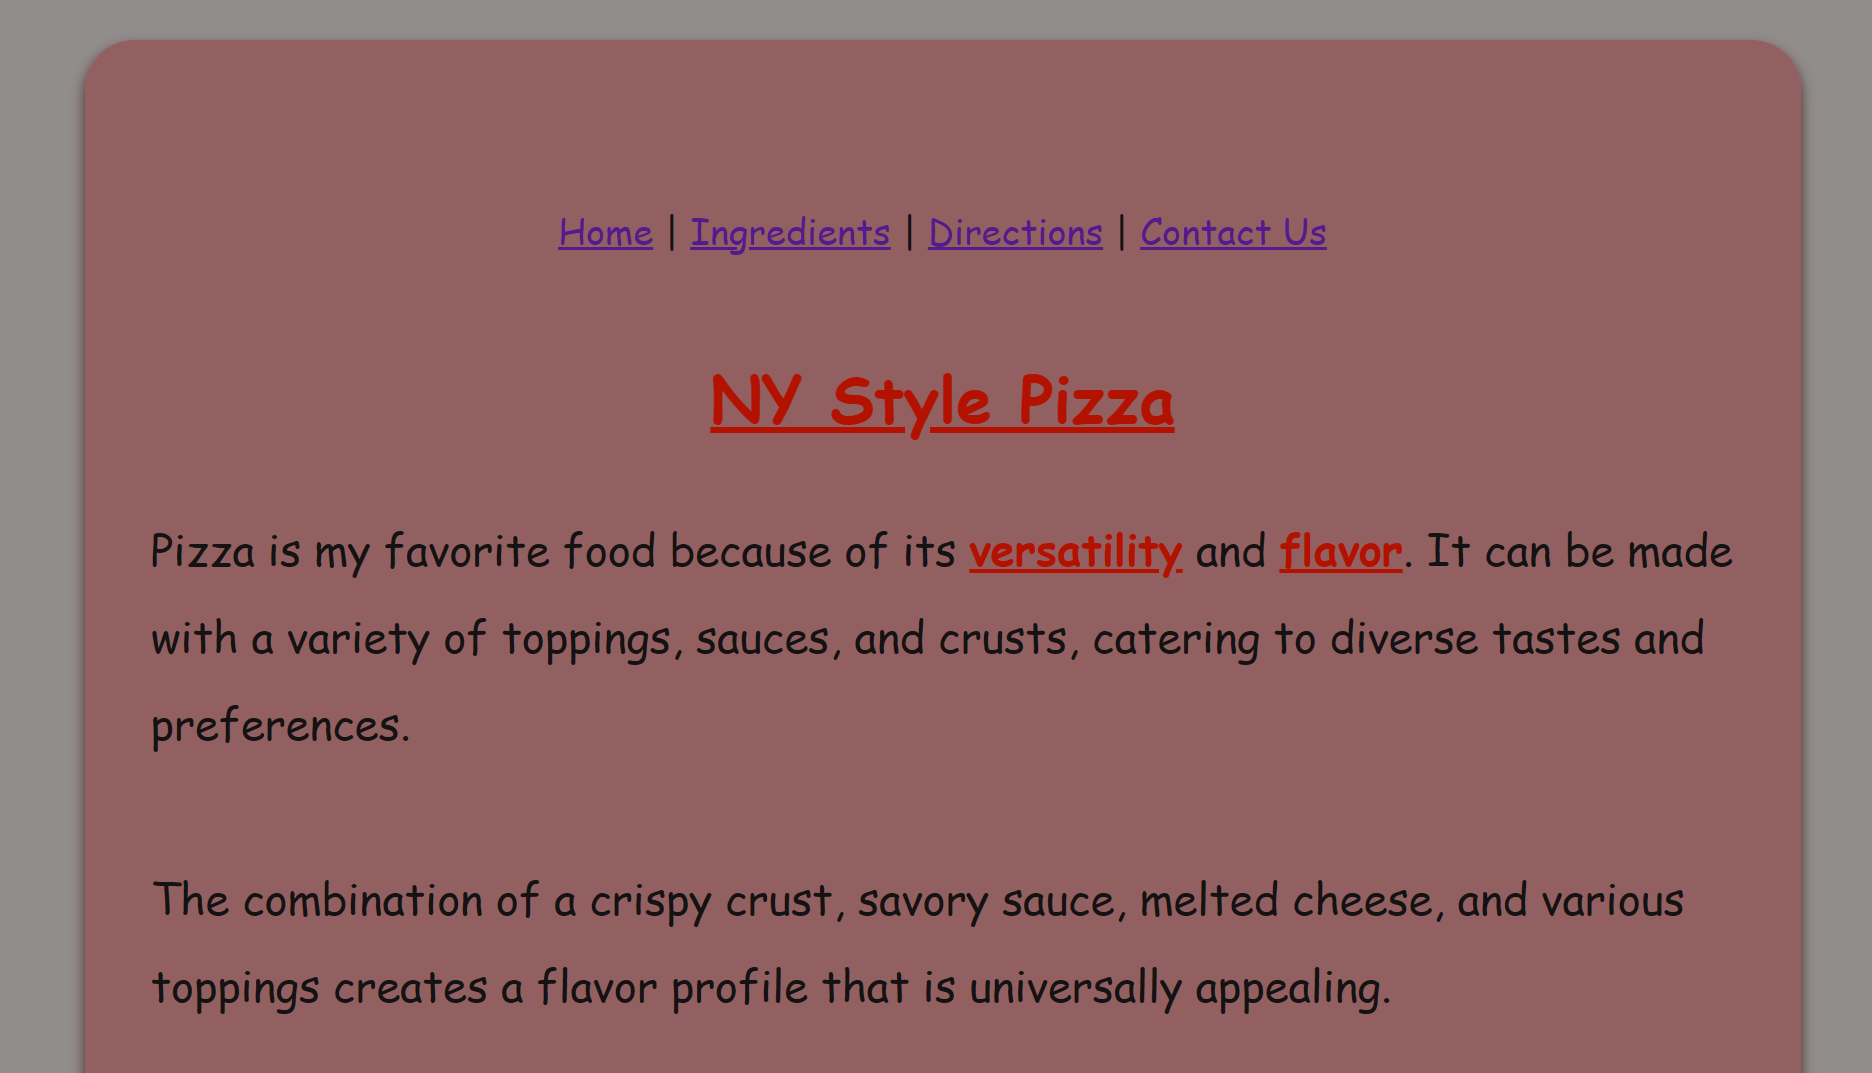 Home | Ingredients | Directions | Contact Us
NY Style Pizza
Pizza is my favorite food because of its versatility and flavor. It can be made
with a variety of toppings, sauces, and crusts, catering to diverse tastes and
preferences.
The combination of a crispy crust, savory sauce, melted cheese, and various
toppings creates a flavor profile that is universally appealing.